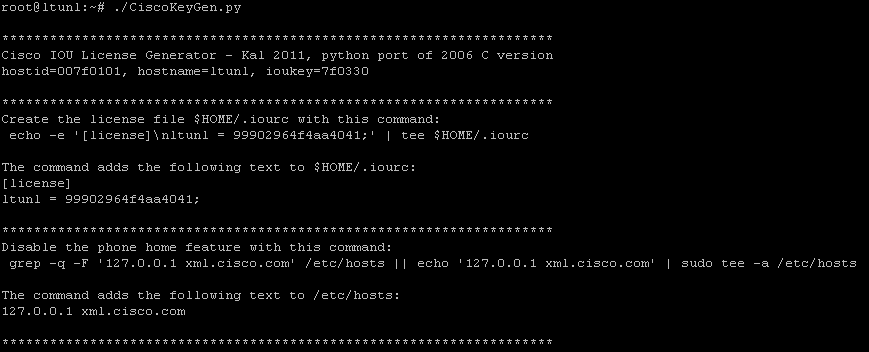 root@ltunl:~# ./CiscoKeyGen.py
*********************************************************************
Cisco IOU License Generator - Kal 2011, python port of 2006 C version
hostid=007f0101, hostname=ltunl, ioukey=7f0330
*********************************************************************
Create the license file $HOME/.iourc with this command:
echo -e '[license]\nltunl = 99902964f4aa4041;' | tee $HOME/.iourc
The command adds the following text to $HOME/.iourc:
[license]
ltunl = 99902964f4aa4041;
*********************************************************************
Disable the phone home feature with this command:
grep -q -F '127.0.0.1 xml.cisco.com' /etc/hosts || echo '127.0.0.1 xml.cisco.com' | sudo tee -a /etc/hosts
The command adds the following text to /etc/hosts:
127.0.0.1 xml.cisco.com
*********************************************************************